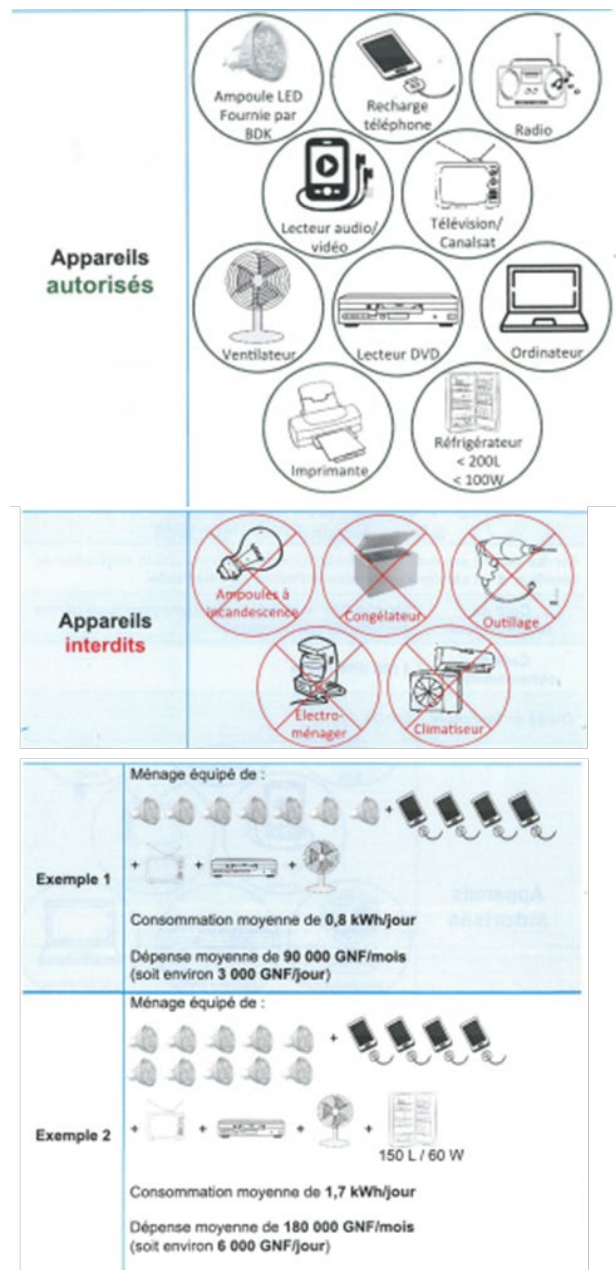 Appareils
autorisés
Ampoule LED
Fournie par
BDK
Recharge
téléphone
Radio
Lecteur audio/
vidéo
Télévision/
Canalsat
Ventilateur
Lecteur DVD
Ordinateur
Imprimante
Réfrigérateur
< 200L
< 100W
Appareils
interdits
Ampoules à
incandescence
Congélateur
Outillage
Électro-
ménager
Climatiseur
Exemple 1
Ménage équipé de :
+
+ + +
Consommation moyenne de 0,8 kWh/jour
Dépense moyenne de 90 000 GNF/mois
(soit environ 3 000 GNF/jour)
Exemple 2
Ménage équipé de :
+
+ + + +
150 L / 60 W
Consommation moyenne de 1,7 kWh/jour
Dépense moyenne de 180 000 GNF/mois
(soit environ 6 000 GNF/jour)